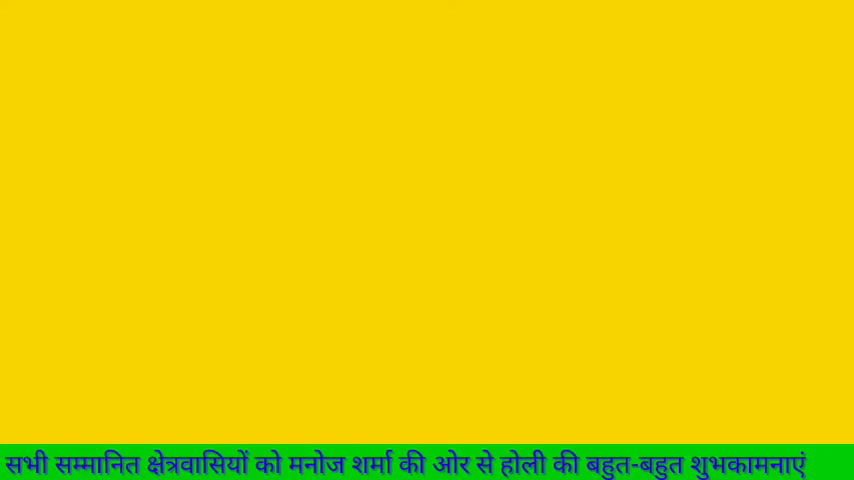 सभी सम्मानित क्षेत्रवासियों को मनोज शर्मा की ओर से होली की बहुत-बहुत शुभकामनाएं